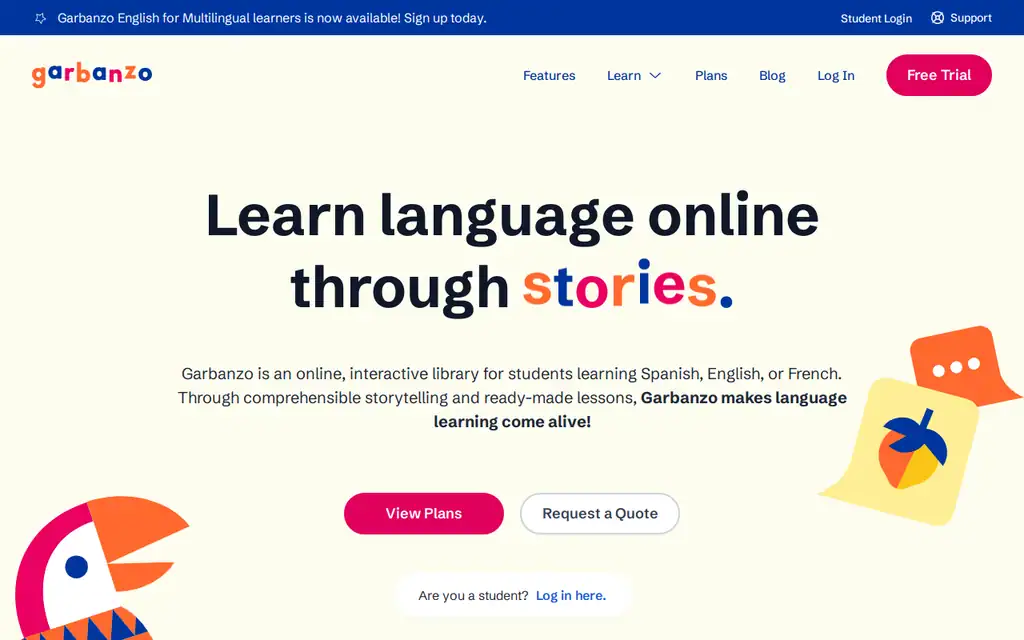 Garbanzo English for Multilingual learners is now available! Sign up today.
Student Login
Support
garbanzo
Features
Learn
Plans
Blog
Log In
Free Trial
Learn language online
through stories.
Garbanzo is an online, interactive library for students learning Spanish, English, or French.
Through comprehensible storytelling and ready-made lessons, Garbanzo makes language
learning come alive!
View Plans
Request a Quote
Are you a student? Log in here.